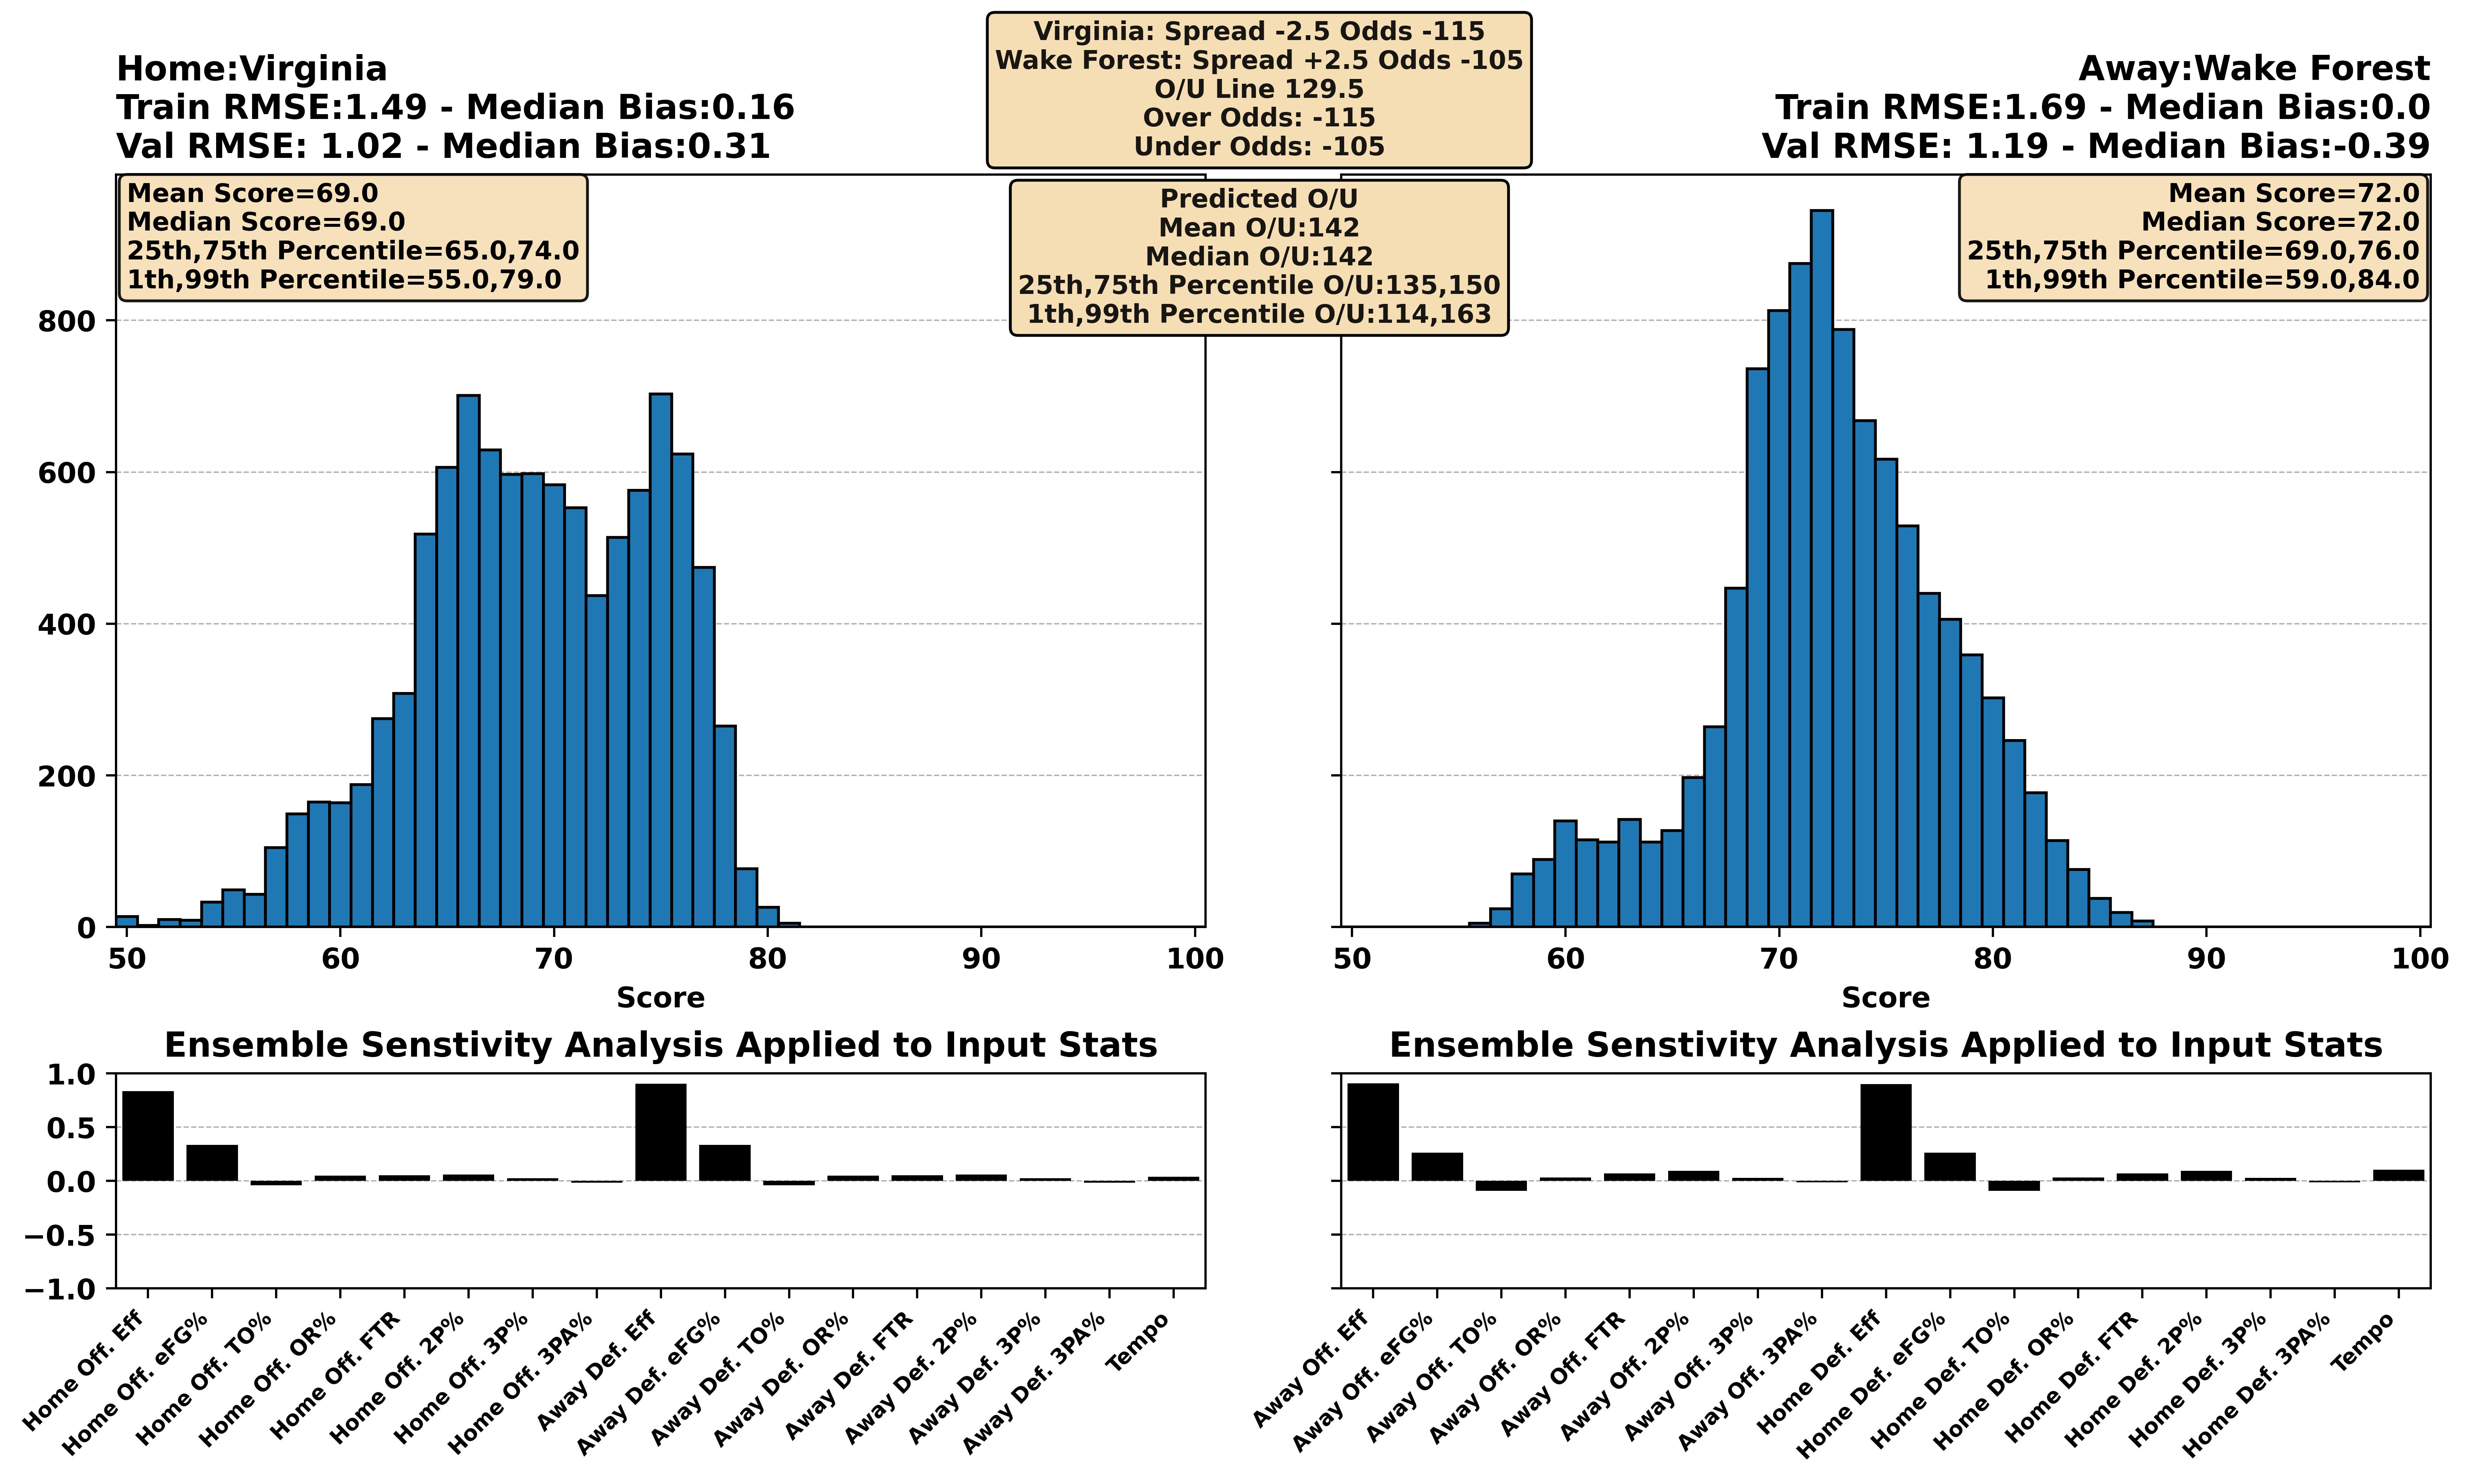 Virginia: Spread -2.5 Odds -115
Wake Forest: Spread +2.5 Odds -105
O/U Line 129.5
Over Odds: -115
Under Odds: -105
Home:Virginia
Train RMSE:1.49 - Median Bias:0.16
Val RMSE: 1.02 - Median Bias:0.31
Away:Wake Forest
Train RMSE:1.69 - Median Bias:0.0
Val RMSE: 1.19 - Median Bias:-0.39
Mean Score=69.0
Median Score=69.0
25th,75th Percentile=65.0,74.0
1th,99th Percentile=55.0,79.0
Predicted O/U
Mean O/U:142
Median O/U:142
25th,75th Percentile O/U:135,150
1th,99th Percentile O/U:114,163
Mean Score=72.0
Median Score=72.0
25th,75th Percentile=69.0,76.0
1th,99th Percentile=59.0,84.0
800
600
400
200
0
50 60 70 80 90 100
Score
50 60 70 80 90 100
Score
Ensemble Senstivity Analysis Applied to Input Stats
1.0
0.5
0.0
−0.5
−1.0
Home Off. Eff
Home Off. eFG%
Home Off. TO%
Home Off. OR%
Home Off. FTR
Home Off. 2P%
Home Off. 3P%
Home Off. 3PA%
Away Def. Eff
Away Def. eFG%
Away Def. TO%
Away Def. OR%
Away Def. FTR
Away Def. 2P%
Away Def. 3P%
Away Def. 3PA%
Tempo
Ensemble Senstivity Analysis Applied to Input Stats
Away Off. Eff
Away Off. eFG%
Away Off. TO%
Away Off. OR%
Away Off. FTR
Away Off. 2P%
Away Off. 3P%
Away Off. 3PA%
Home Def. Eff
Home Def. eFG%
Home Def. TO%
Home Def. OR%
Home Def. FTR
Home Def. 2P%
Home Def. 3P%
Home Def. 3PA%
Tempo